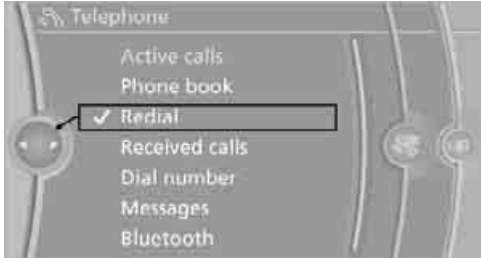 Telephone
Active calls
Phone book
Redial
Received calls
Dial number
Messages
Bluetooth